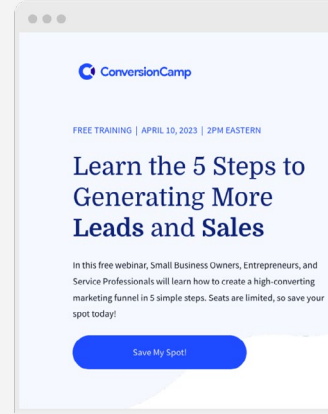 ConversionCamp
FREE TRAINING | APRIL 10, 2023 | 2PM EASTERN
Learn the 5 Steps to
Generating More
Leads and Sales
In this free webinar, Small Business Owners, Entrepreneurs, and
Service Professionals will learn how to create a high-converting
marketing funnel in 5 simple steps. Seats are limited, so save your
spot today!
Save My Spot!